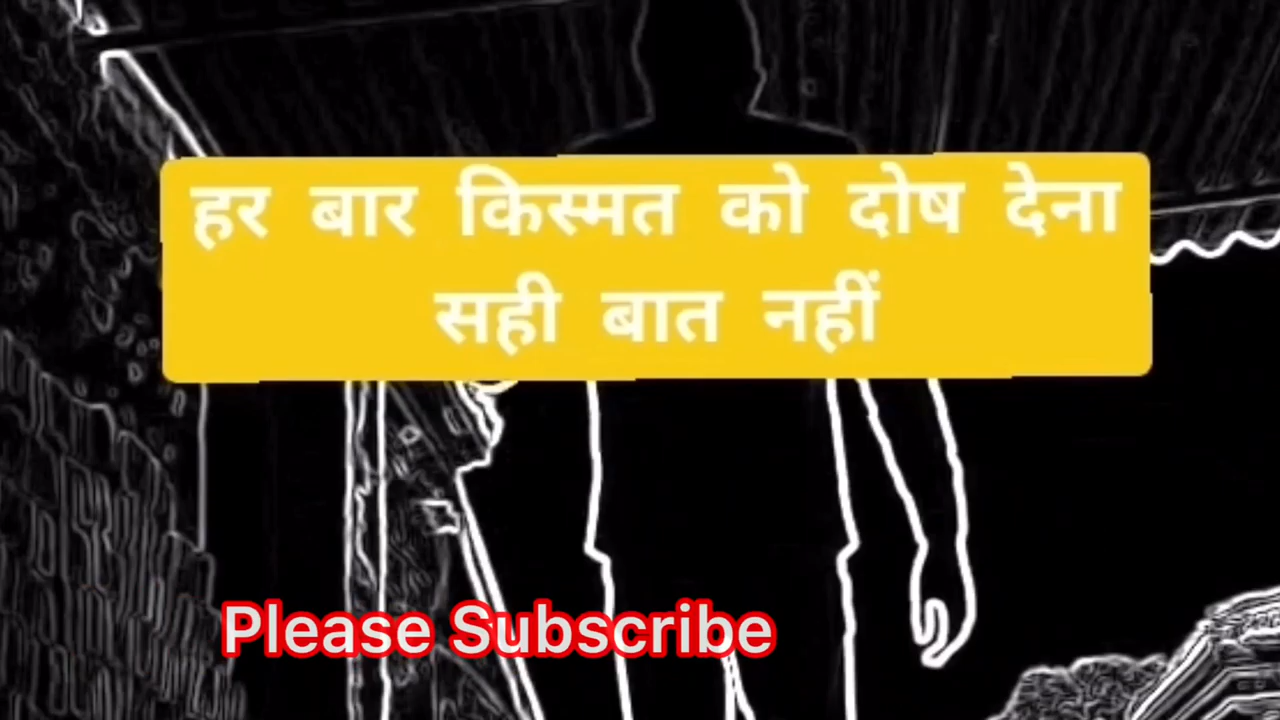 हर बार किस्मत को दोष देना
सही बात नहीं
Please Subscribe